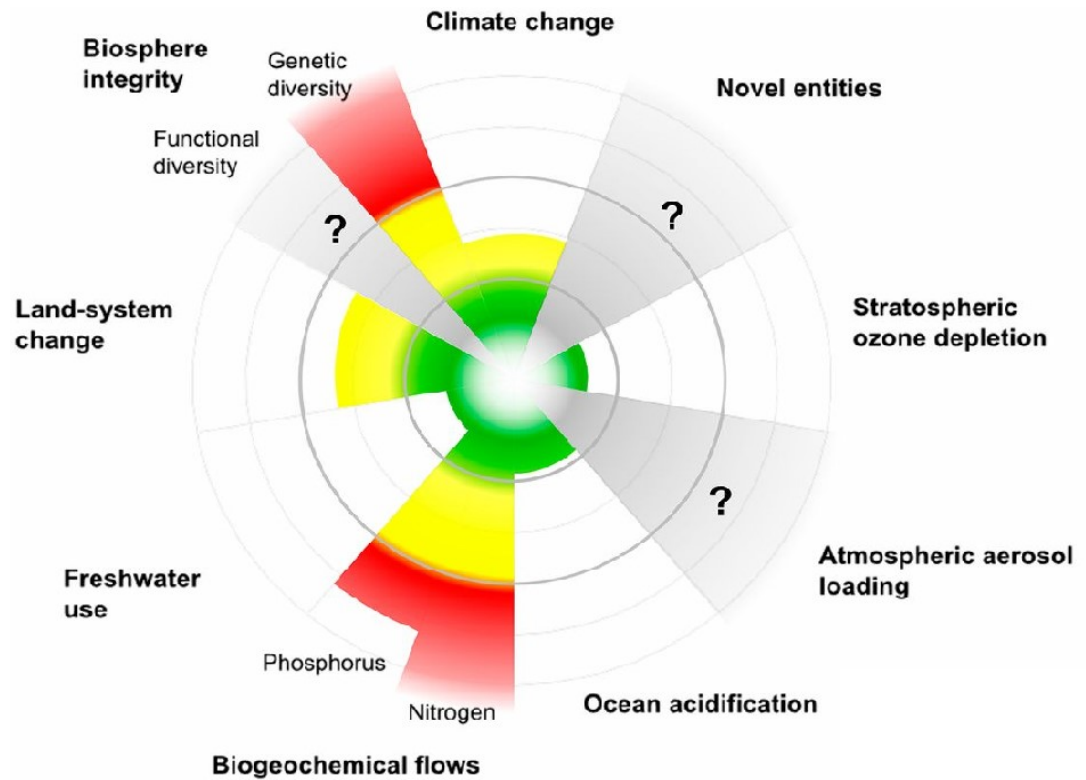 Climate change
Biosphere
integrity
Genetic
diversity
Novel entities
Functional
diversity
?
?
Land-system
change
Stratospheric
ozone depletion
?
Atmospheric aerosol
loading
Freshwater
use
Phosphorus
Nitrogen
Ocean acidification
Biogeochemical flows